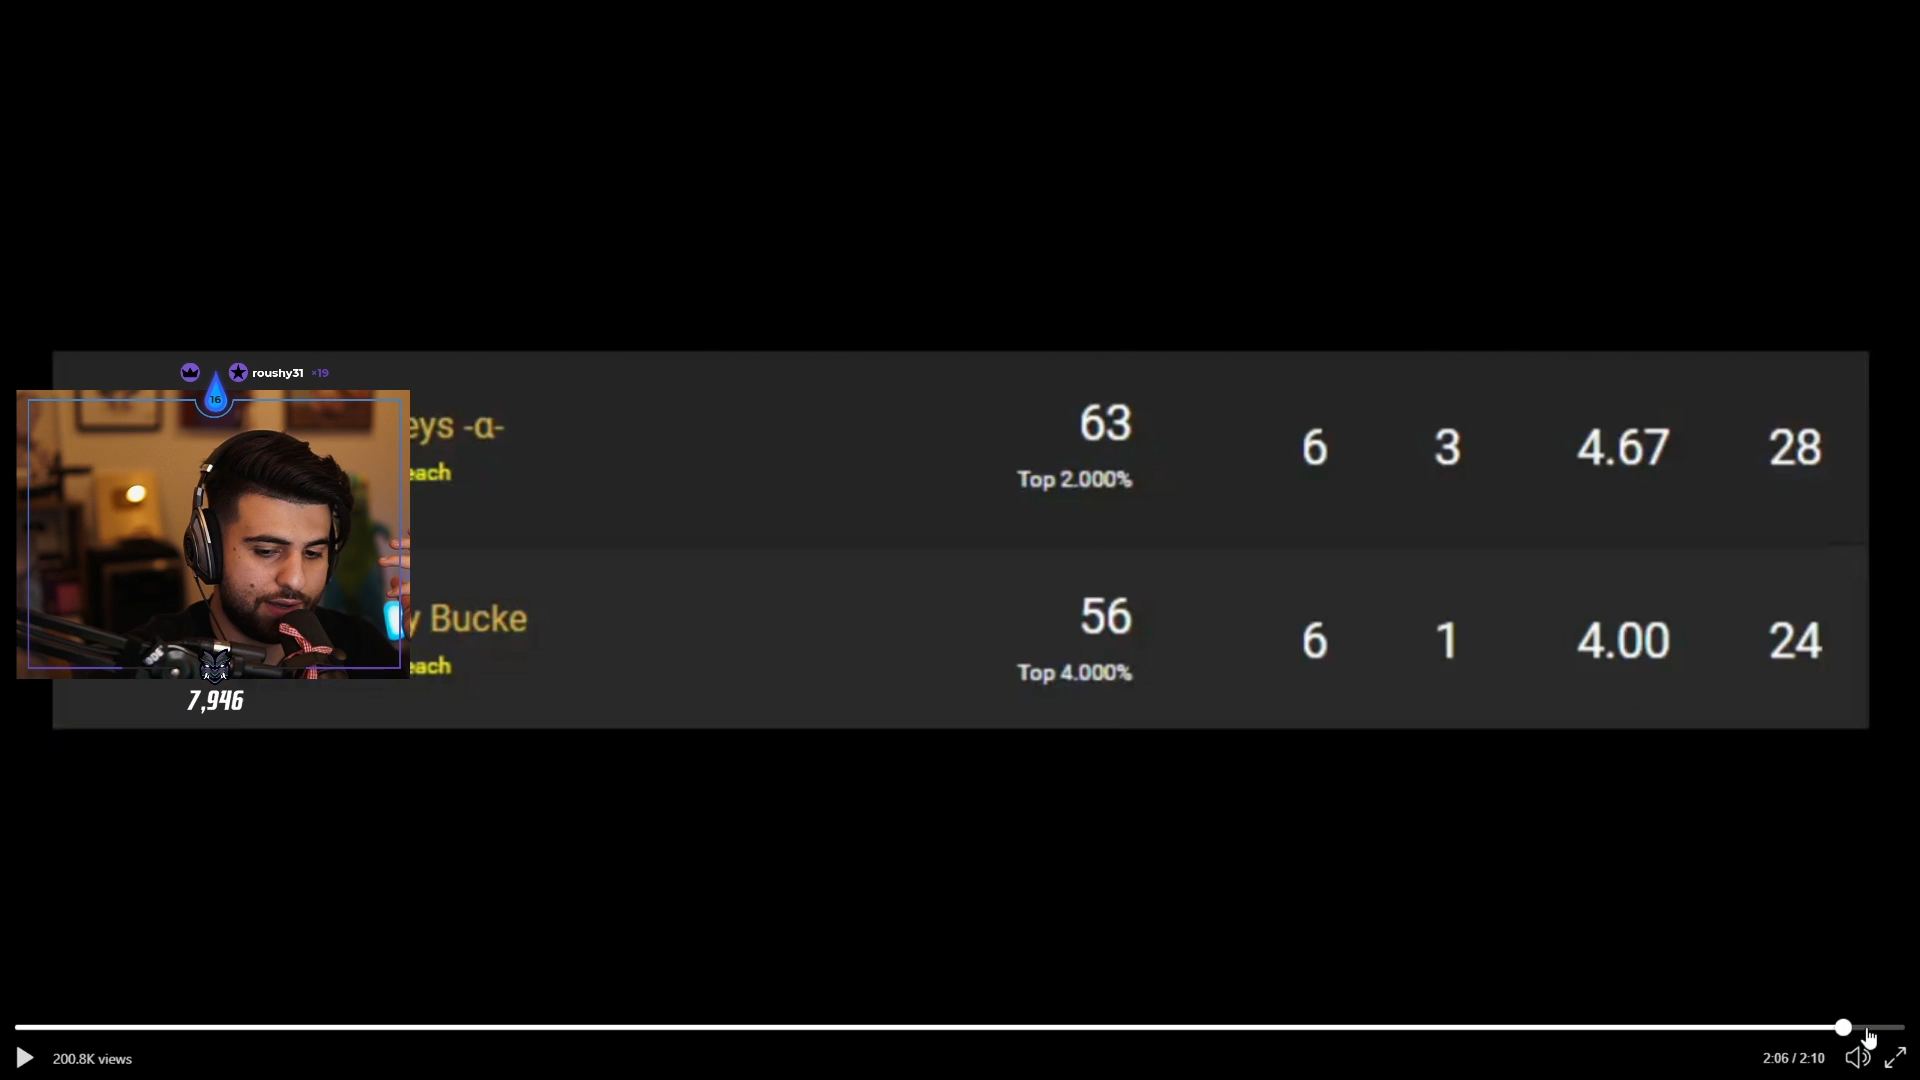 roushy31 ×19
16
eys -α-
63
6
3
4.67
28
each
Top 2.000%
y Bucke
56
6
1
4.00
24
each
Top 4.000%
7,946
200.8K views
2:06 / 2:10